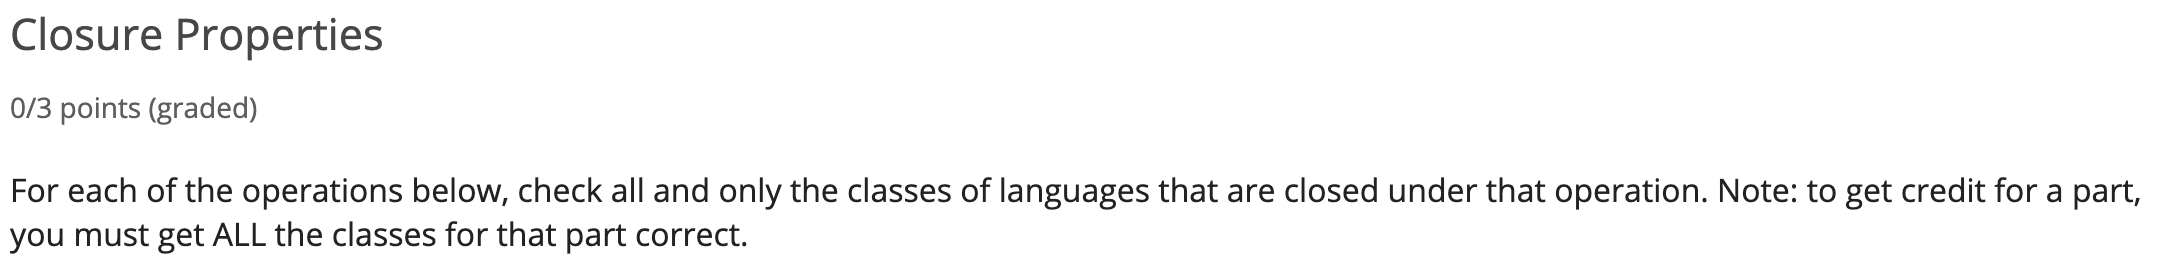 Closure Properties
0/3 points (graded)
For each of the operations below, check all and only the classes of languages that are closed under that operation. Note: to get credit for a part,
you must get ALL the classes for that part correct.